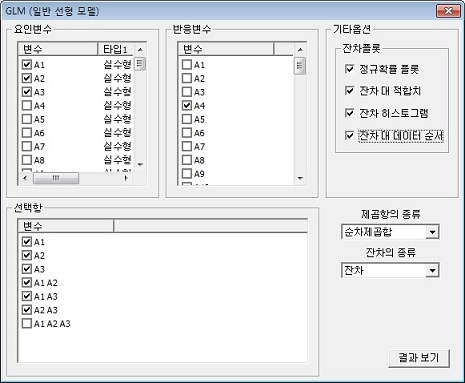 GLM (일반 선형 모델)
요인변수
변수 타입1
A1 실수형
A2 실수형
A3 실수형
A4 실수형
A5 실수형
A6 실수형
A7 실수형
A8 실수형
반응변수
변수
A1
A2
A3
A4
A5
A6
A7
A8
A9
기타옵션
잔차플롯
정규확률 플롯
잔차 대 적합치
잔차 히스토그램
잔차 대 데이터 순서
선택항
변수
A1
A2
A3
A1 A2
A1 A3
A2 A3
A1 A2 A3
제곱항의 종류
순차제곱합
잔차의 종류
잔차
결과 보기